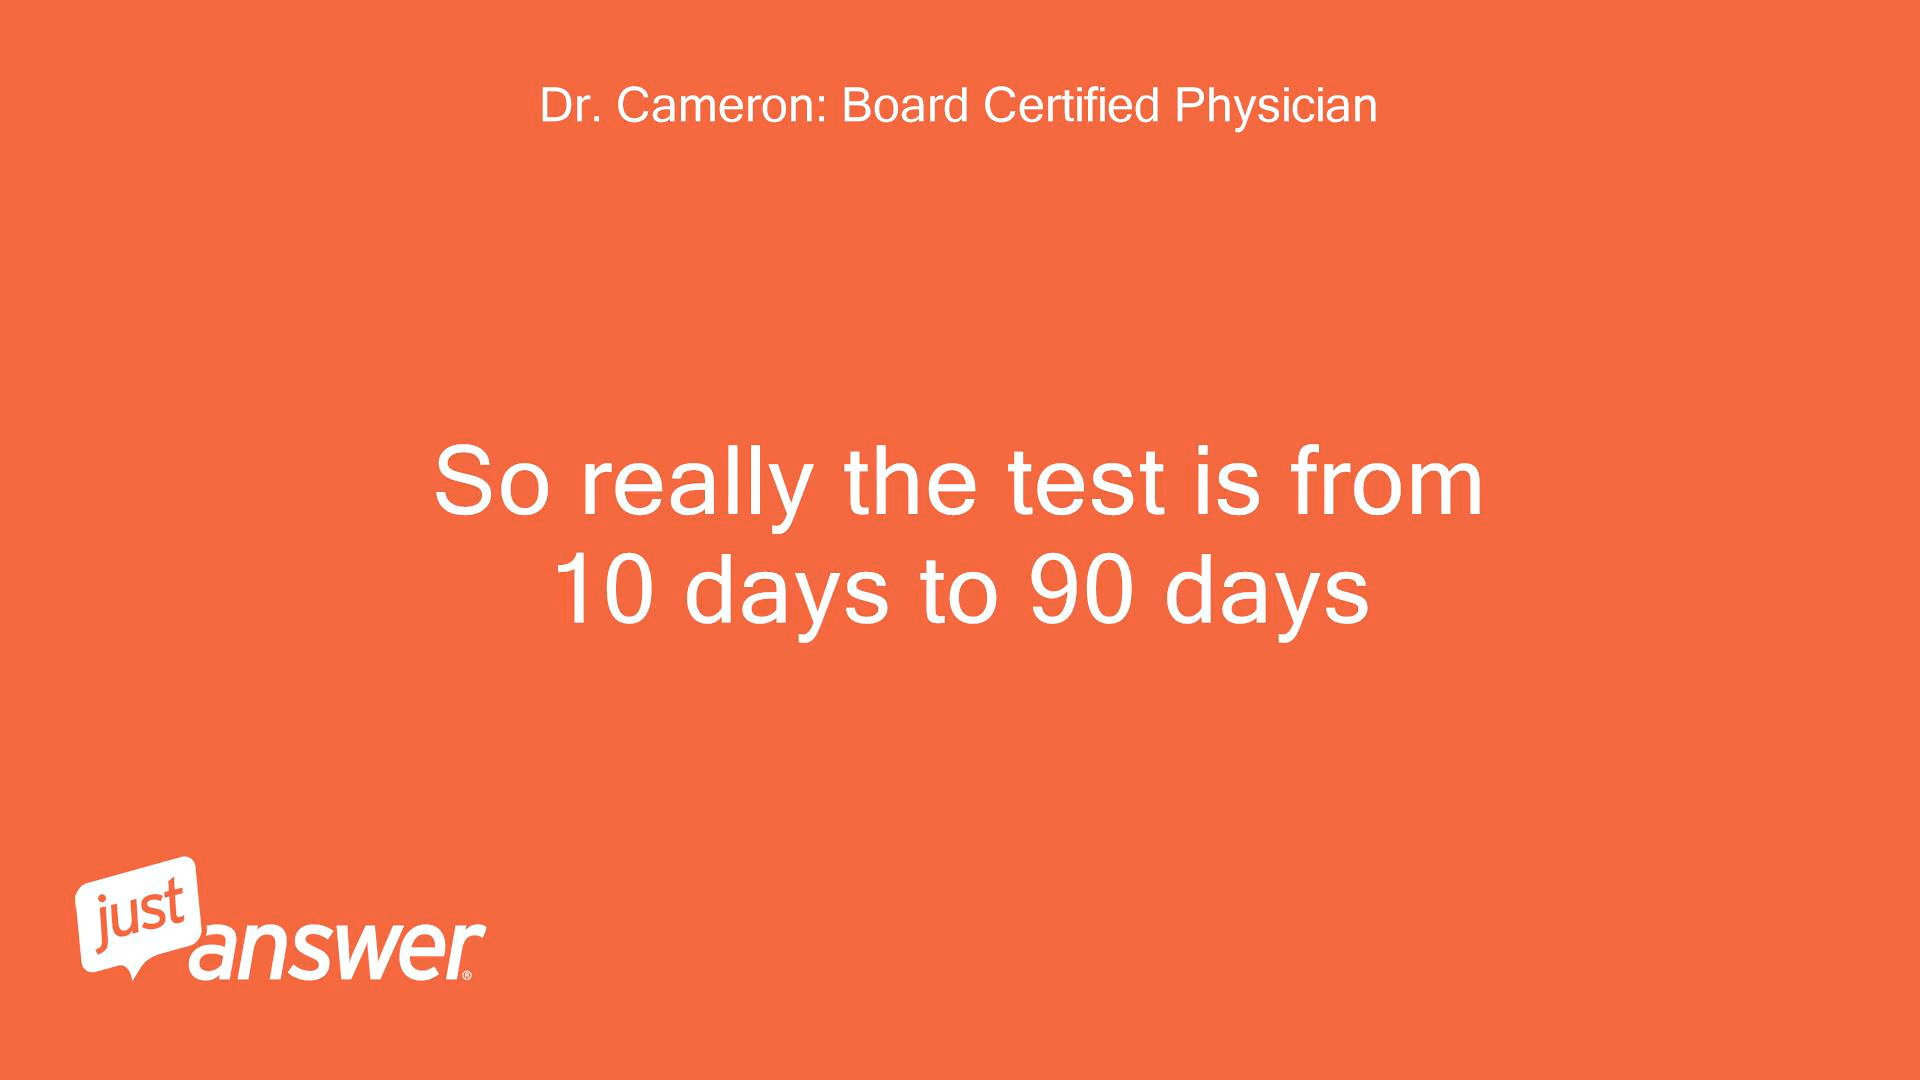 Dr. Cameron: Board Certified Physician
So really the test is from
10 days to 90 days
just
answer®